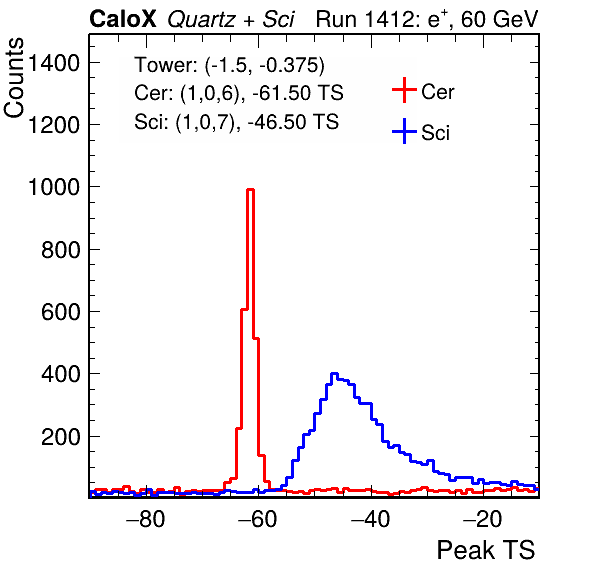 CaloX Quartz + Sci Run 1412: e⁺, 60 GeV
Counts
Tower: (-1.5, -0.375)
Cer: (1,0,6), -61.50 TS
Sci: (1,0,7), -46.50 TS
Cer
Sci
1400
1200
1000
800
600
400
200
−80 −60 −40 −20
Peak TS